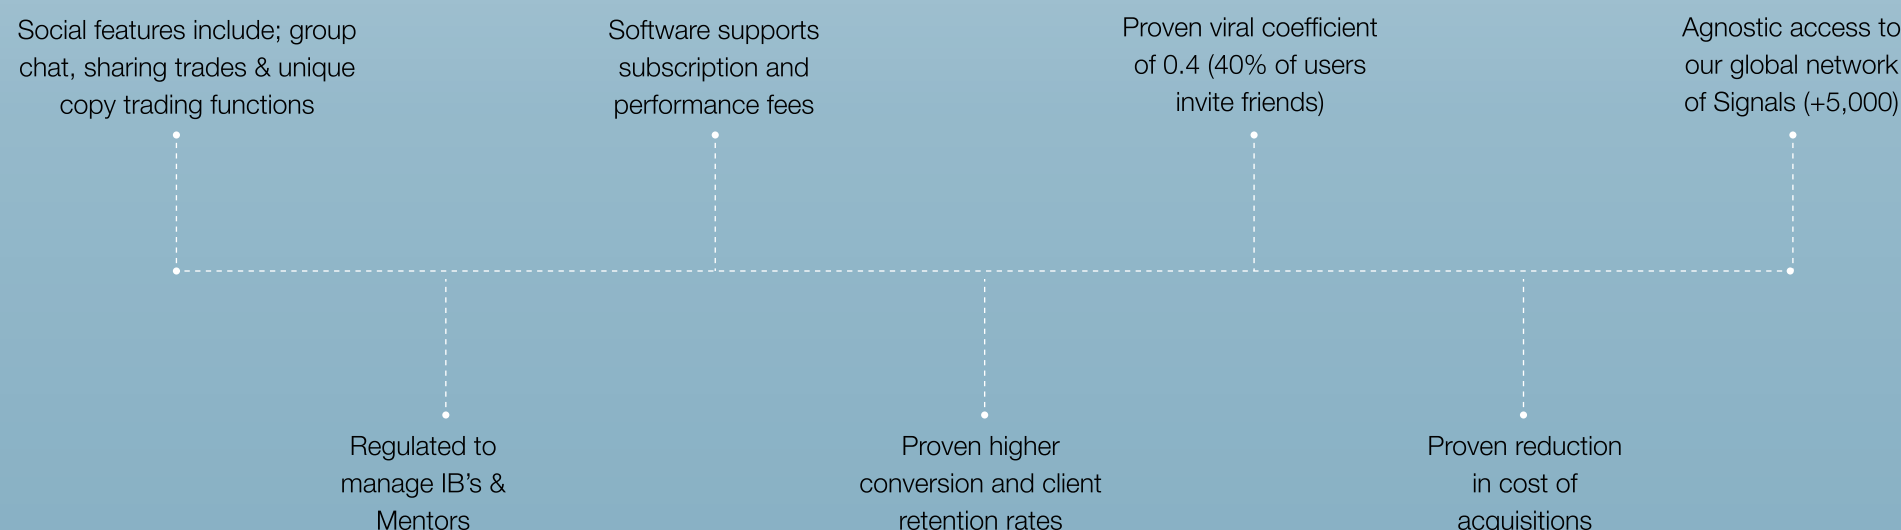 Social features include; group
chat, sharing trades & unique
copy trading functions
Software supports
subscription and
performance fees
Proven viral coefficient
of 0.4 (40% of users
invite friends)
Agnostic access to
our global network
of Signals (+5,000)
Regulated to
manage IB’s &
Mentors
Proven higher
conversion and client
retention rates
Proven reduction
in cost of
acquisitions